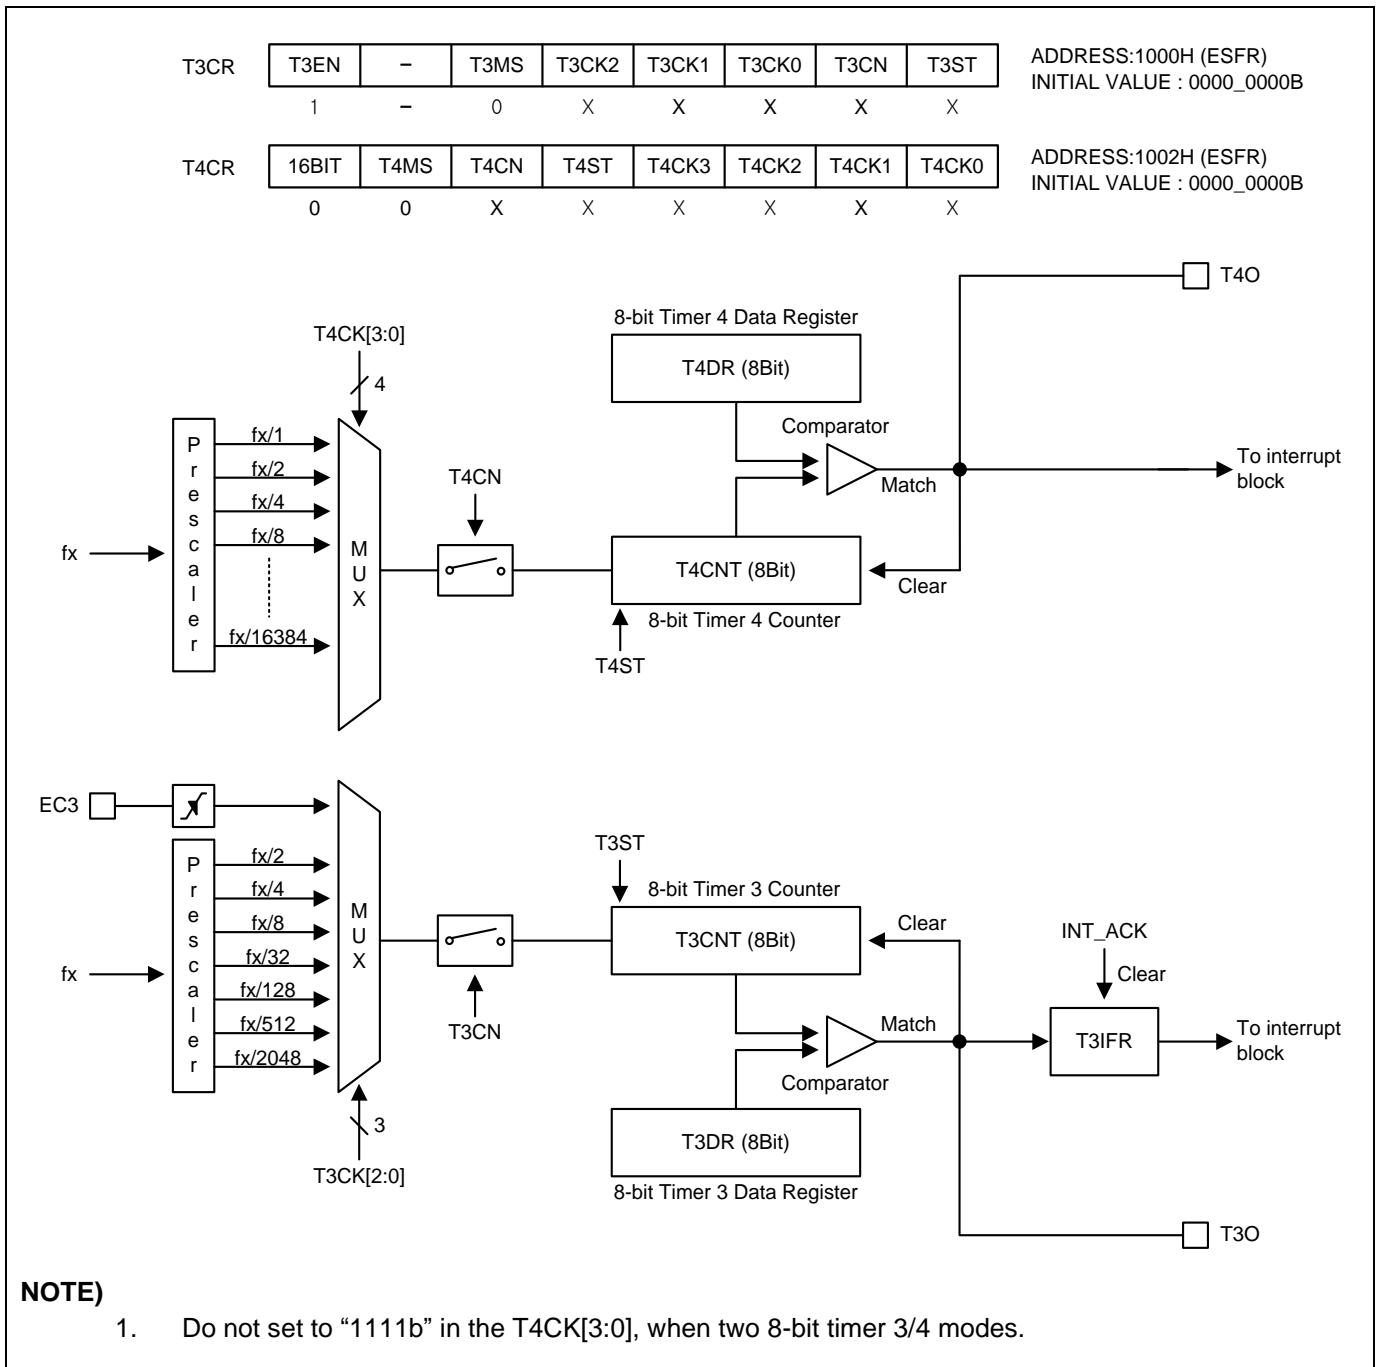 T3CR T3EN – T3MS T3CK2 T3CK1 T3CK0 T3CN T3ST ADDRESS:1000H (ESFR)
INITIAL VALUE : 0000_0000B
1 – 0 X X X X X
T4CR 16BIT T4MS T4CN T4ST T4CK3 T4CK2 T4CK1 T4CK0 ADDRESS:1002H (ESFR)
INITIAL VALUE : 0000_0000B
0 0 X X X X X X
T4O
8-bit Timer 4 Data Register
T4CK[3:0]
T4DR (8Bit)
4
Comparator
Prescaler
fx/1
fx/2
fx/4
fx/8
fx/16384
fx
MUX
T4CN
Match
To interrupt
block
T4CNT (8Bit)
Clear
8-bit Timer 4 Counter
T4ST
EC3
Prescaler
fx/2
fx/4
fx/8
fx/32
fx/128
fx/512
fx/2048
fx
MUX
T3CN
T3ST
8-bit Timer 3 Counter
T3CNT (8Bit)
Clear
INT_ACK
Clear
Match
T3IFR
To interrupt
block
Comparator
3
T3CK[2:0]
T3DR (8Bit)
8-bit Timer 3 Data Register
T3O
NOTE)
1. Do not set to “1111b” in the T4CK[3:0], when two 8-bit timer 3/4 modes.